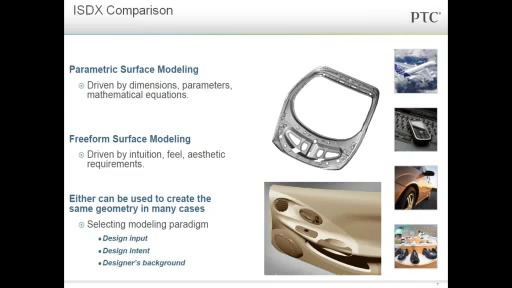 ISDX Comparison
PTC
Parametric Surface Modeling
Driven by dimensions, parameters,
mathematical equations.
Freeform Surface Modeling
Driven by intuition, feel, aesthetic
requirements.
Either can be used to create the
same geometry in many cases
Selecting modeling paradigm
Design input
Design intent
Designer's background